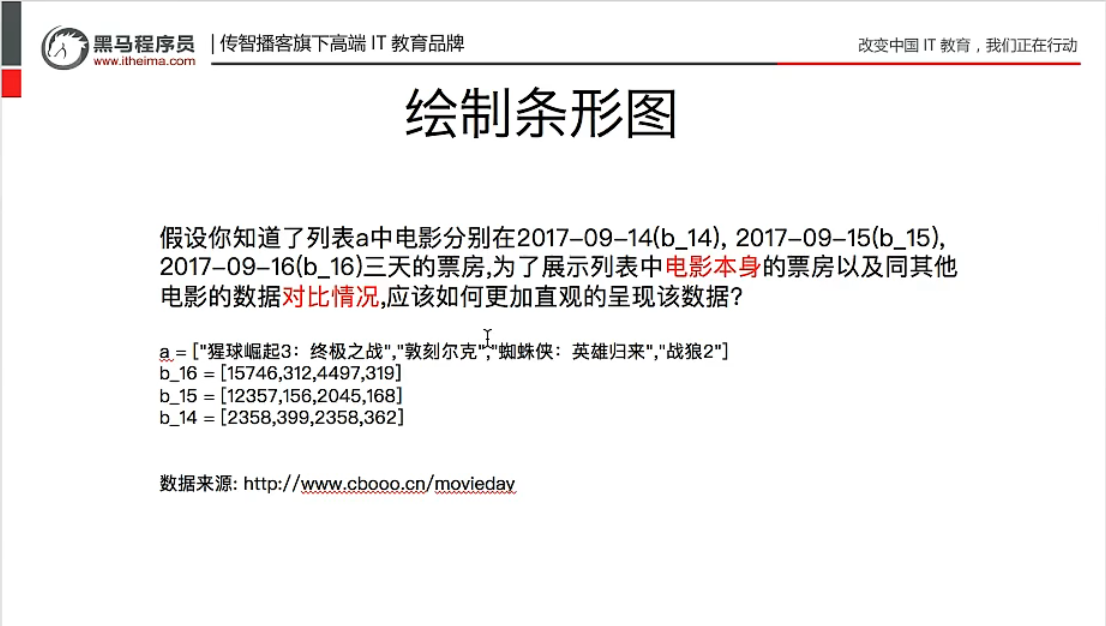 黑马程序员 | 传智播客旗下高端 IT 教育品牌
www.itheima.com
改变中国 IT 教育，我们正在行动
绘制条形图
假设你知道了列表a中电影分别在2017-09-14(b_14), 2017-09-15(b_15),
2017-09-16(b_16)三天的票房,为了展示列表中电影本身的票房以及同其他
电影的数据对比情况,应该如何更加直观的呈现该数据?
a = ["猩球崛起3：终极之战","敦刻尔克","蜘蛛侠：英雄归来","战狼2"]
b_16 = [15746,312,4497,319]
b_15 = [12357,156,2045,168]
b_14 = [2358,399,2358,362]
数据来源: http://www.cbooo.cn/movieday